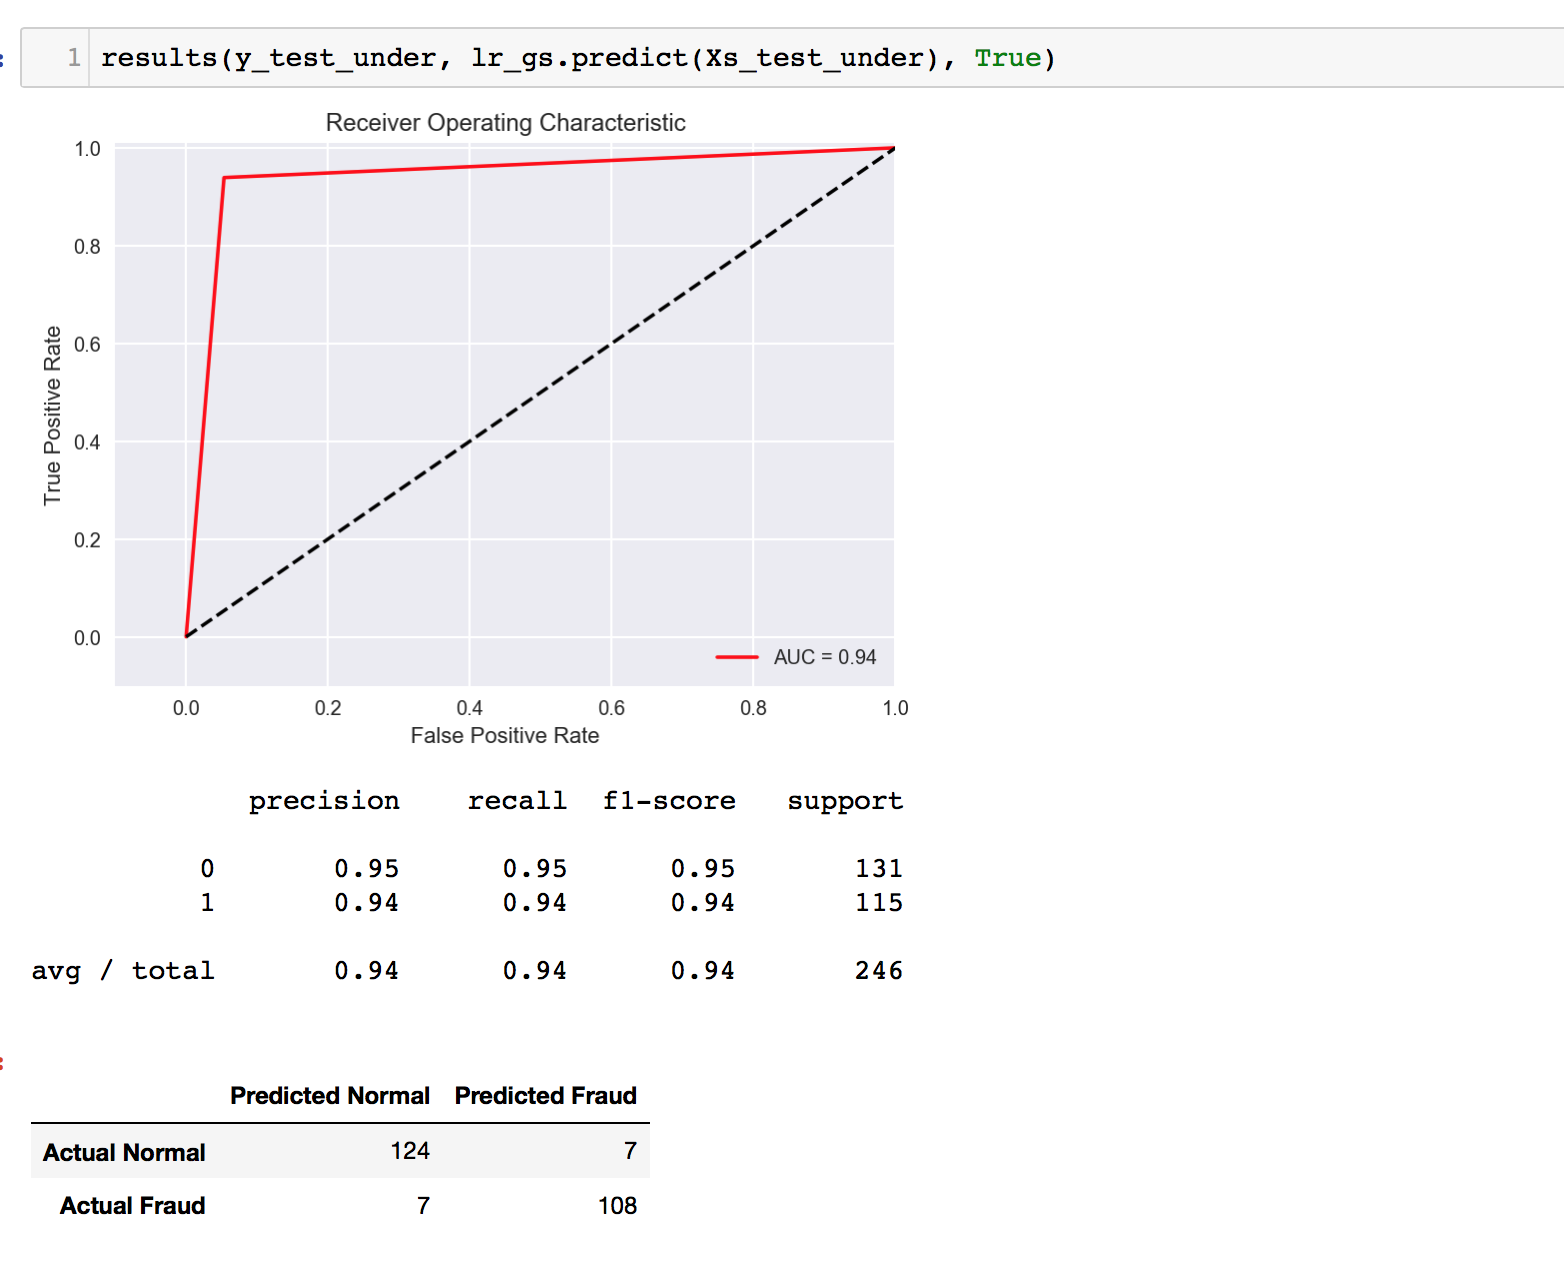 1 results(y_test_under, lr_gs.predict(Xs_test_under), True)
Receiver Operating Characteristic
1.0
0.8
0.6
0.4
0.2
0.0
True Positive Rate
AUC = 0.94
0.0 0.2 0.4 0.6 0.8 1.0
False Positive Rate
precision recall f1-score support
0 0.95 0.95 0.95 131
1 0.94 0.94 0.94 115
avg / total 0.94 0.94 0.94 246
Predicted Normal Predicted Fraud
Actual Normal 124 7
Actual Fraud 7 108